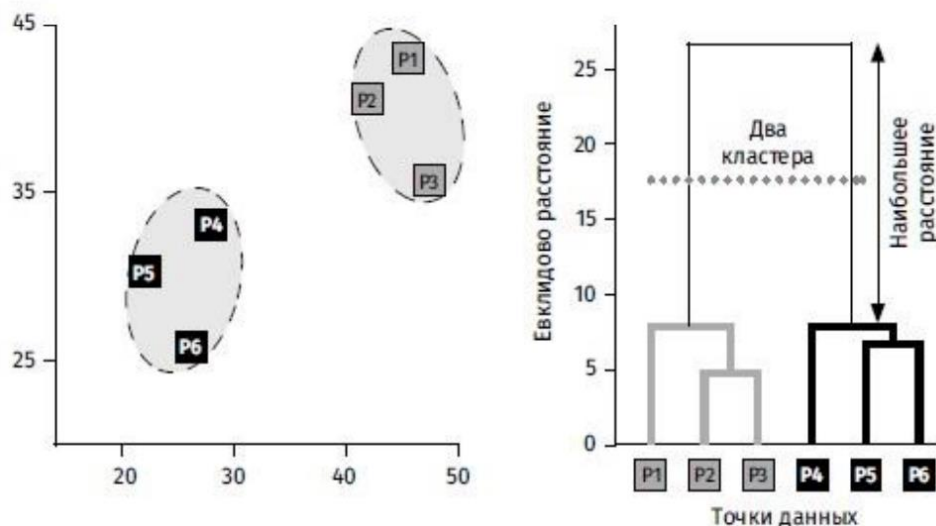 45
35
25
20
30
40
50
P1
P2
P3
P4
P5
P6
Евклидово расстояние
25
20
15
10
5
0
Два
кластера
Наибольшее
расстояние
P1
P2
P3
P4
P5
P6
Точки данных